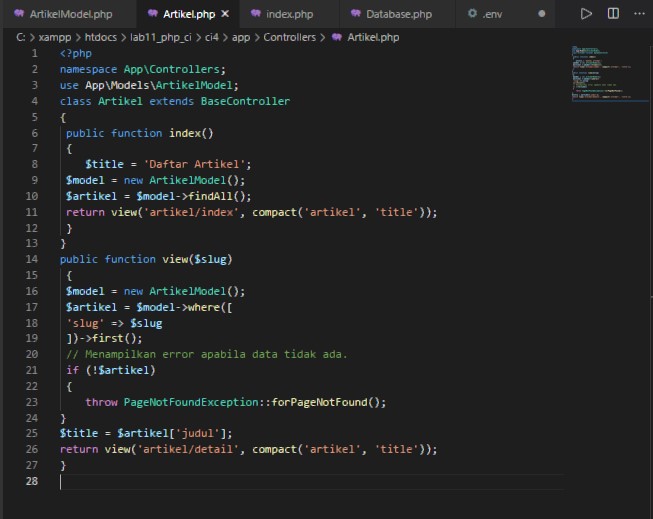 ArtikelModel.php Artikel.php × index.php Database.php .env
C: > xampp > htdocs > lab11_php_ci > ci4 > app > Controllers > Artikel.php
1 <?php
2 namespace App\Controllers;
3 use App\Models\ArtikelModel;
4 class Artikel extends BaseController
5 {
6 public function index()
7 {
8 $title = 'Daftar Artikel';
9 $model = new ArtikelModel();
10 $artikel = $model->findAll();
11 return view('artikel/index', compact('artikel', 'title'));
12 }
13 }
14 public function view($slug)
15 {
16 $model = new ArtikelModel();
17 $artikel = $model->where([
18 'slug' => $slug
19 ])->first();
20 // Menampilkan error apabila data tidak ada.
21 if (!$artikel)
22 {
23 throw PageNotFoundException::forPageNotFound();
24 }
25 $title = $artikel['judul'];
26 return view('artikel/detail', compact('artikel', 'title'));
27 }
28